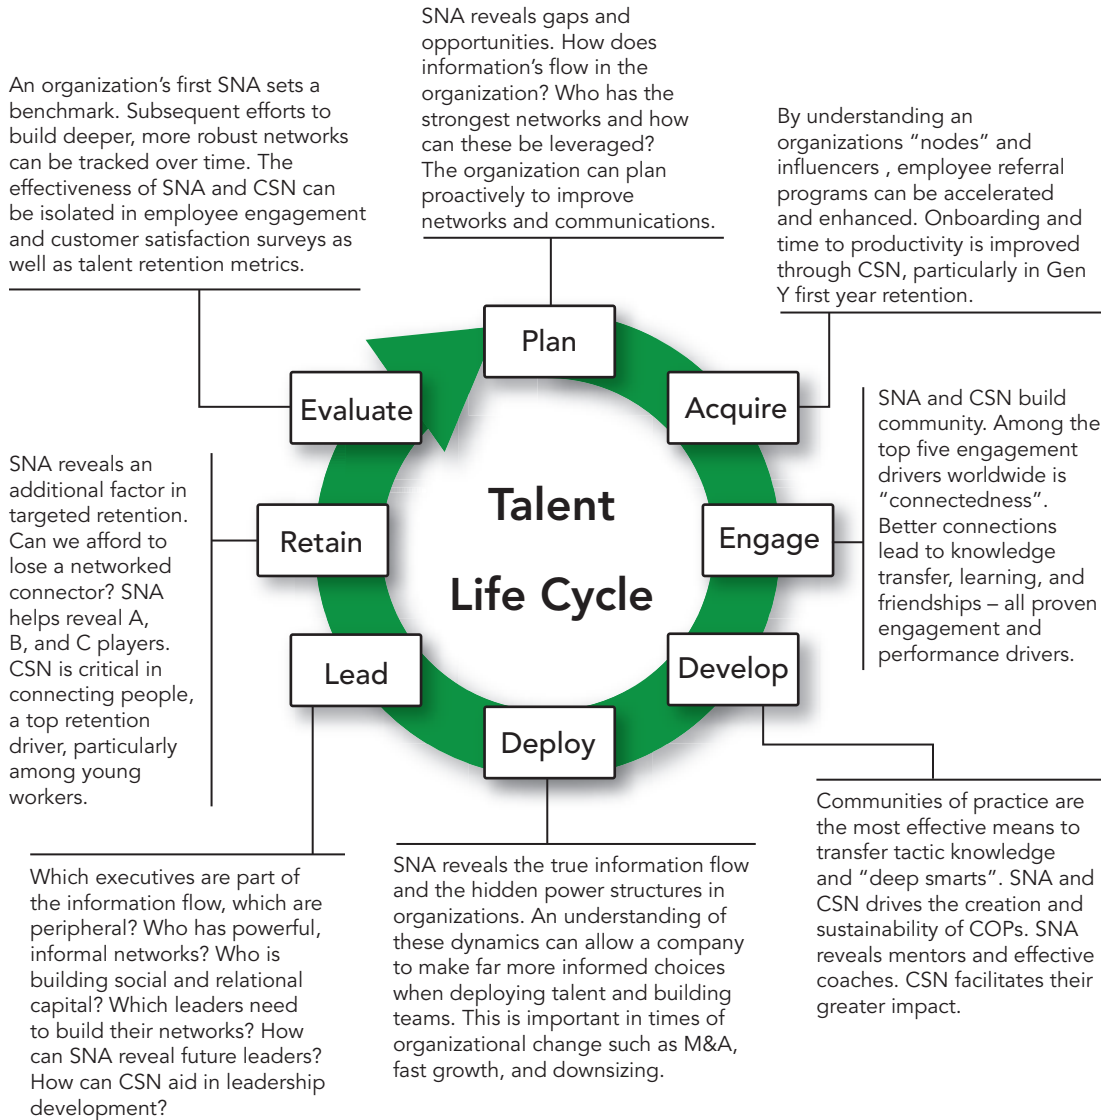 SNA reveals gaps and
opportunities. How does
information's flow in the
organization? Who has the
strongest networks and how
can these be leveraged?
The organization can plan
proactively to improve
networks and communications.
An organization's first SNA sets a
benchmark. Subsequent efforts to
build deeper, more robust networks
can be tracked over time. The
effectiveness of SNA and CSN can
be isolated in employee engagement
and customer satisfaction surveys as
well as talent retention metrics.
By understanding an
organizations “nodes” and
influencers , employee referral
programs can be accelerated
and enhanced. Onboarding and
time to productivity is improved
through CSN, particularly in Gen
Y first year retention.
Plan
Evaluate
Acquire
SNA and CSN build
community. Among the
top five engagement
drivers worldwide is
“connectedness”.
Better connections
lead to knowledge
transfer, learning, and
friendships – all proven
engagement and
performance drivers.
SNA reveals an
additional factor in
targeted retention.
Can we afford to
lose a networked
connector? SNA
helps reveal A,
B, and C players.
CSN is critical in
connecting people,
a top retention
driver, particularly
among young
workers.
Talent
Life Cycle
Retain
Engage
Lead
Develop
Deploy
Communities of practice are
the most effective means to
transfer tactic knowledge
and “deep smarts”. SNA and
CSN drives the creation and
sustainability of COPs. SNA
reveals mentors and effective
coaches. CSN facilitates their
greater impact.
SNA reveals the true information flow
and the hidden power structures in
organizations. An understanding of
these dynamics can allow a company
to make far more informed choices
when deploying talent and building
teams. This is important in times of
organizational change such as M&A,
fast growth, and downsizing.
Which executives are part of
the information flow, which are
peripheral? Who has powerful,
informal networks? Who is
building social and relational
capital? Which leaders need
to build their networks? How
can SNA reveal future leaders?
How can CSN aid in leadership
development?